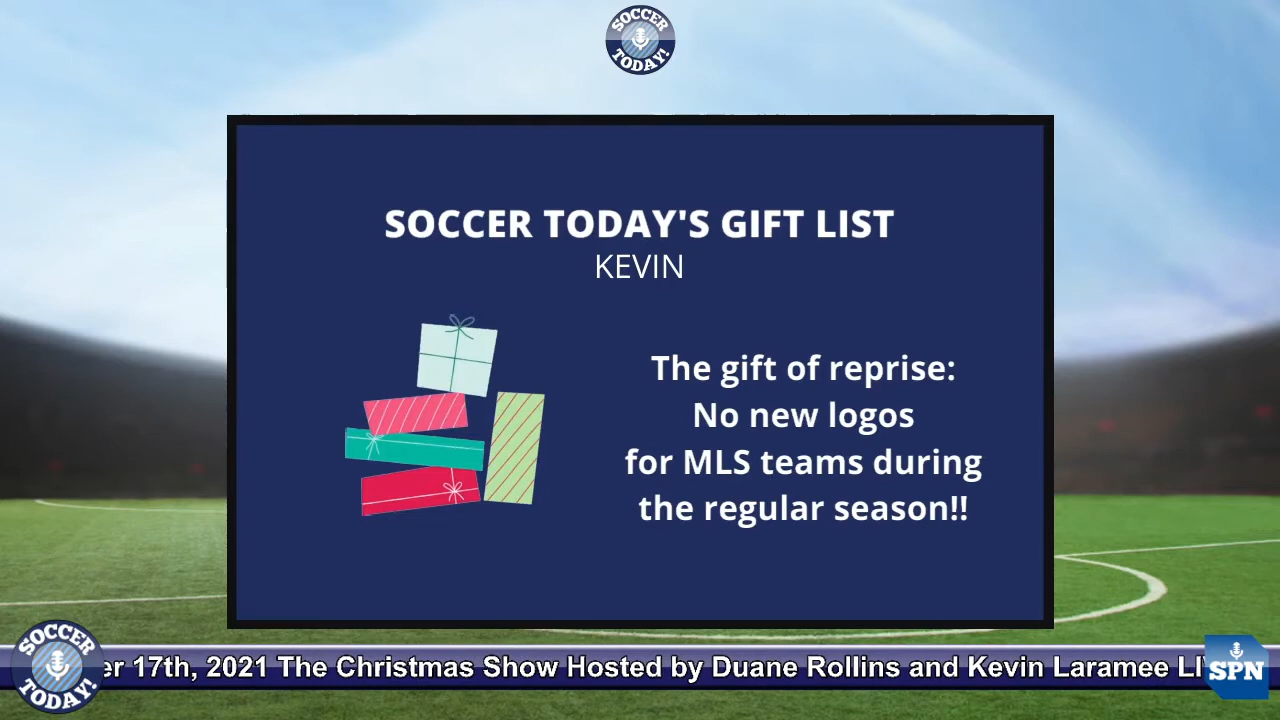 SOCCER
TODAY!
SOCCER TODAY'S GIFT LIST
KEVIN
The gift of reprise:
No new logos
for MLS teams during
the regular season!!
SOCCER
TODAY!
er 17th, 2021 The Christmas Show Hosted by Duane Rollins and Kevin Laramee LI
SPN